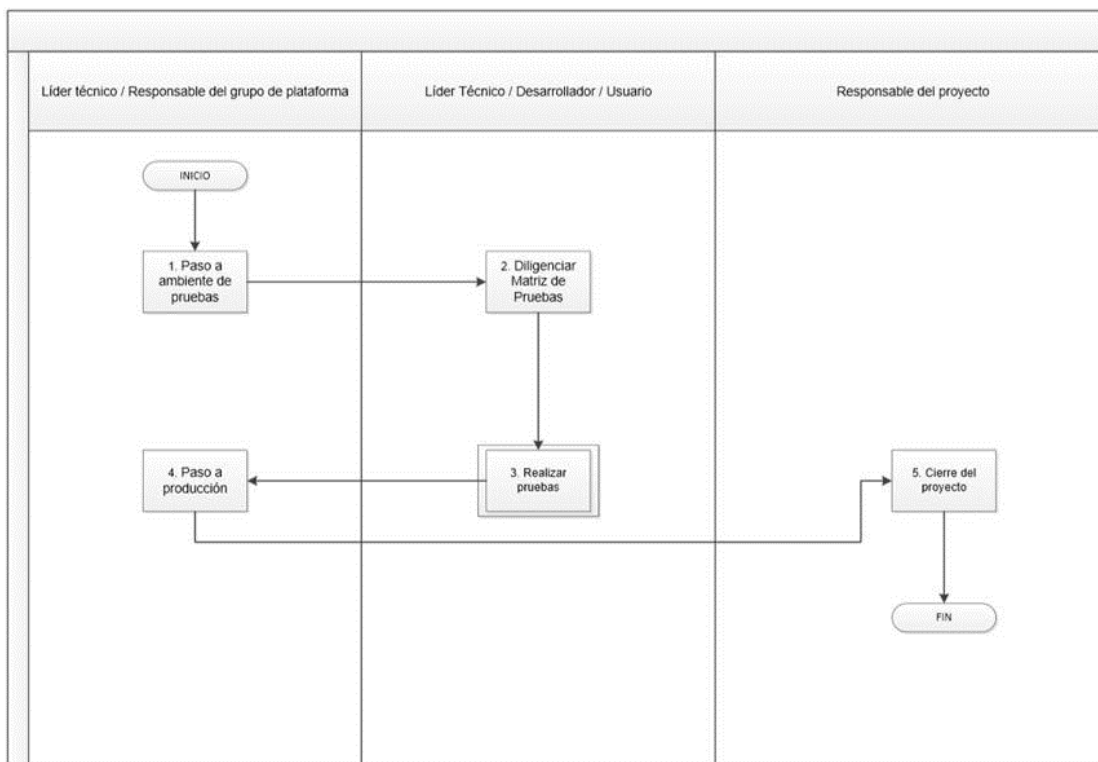 Líder técnico / Responsable del grupo de plataforma
Líder Técnico / Desarrollador / Usuario
Responsable del proyecto
INICIO
1. Paso a
ambiente de
pruebas
2. Diligenciar
Matriz de
Pruebas
3. Realizar
pruebas
4. Paso a
producción
5. Cierre del
proyecto
FIN